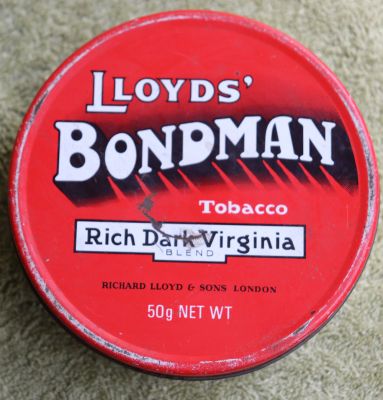 LLOYDS'
BONDMAN
Tobacco
Rich Dark Virginia
BLEND
RICHARD LLOYD & SONS LONDON
50g NET WT